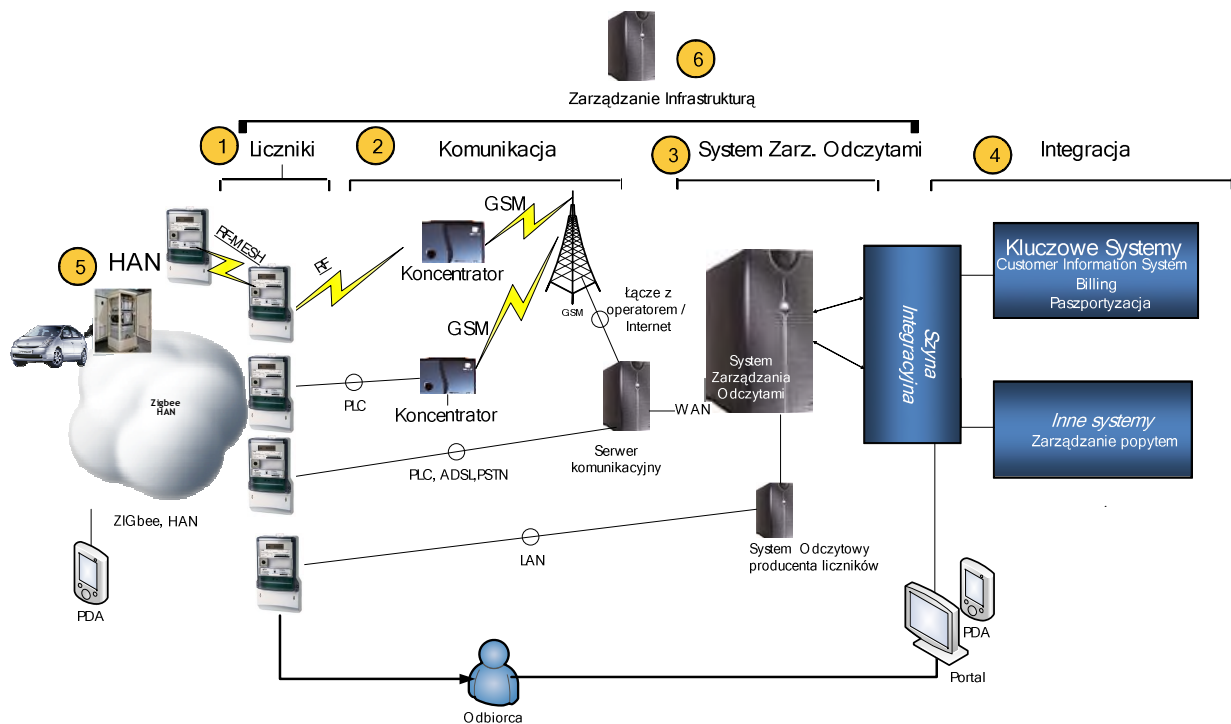 6
Zarządzanie Infrastrukturą
1
Liczniki
2
Komunikacja
3
System Zarz. Odczytami
4
Integracja
5
HAN
RF-MESH
RF
GSM
Koncentrator
GSM
GSM
Łącze z
operatorem /
Internet
Kluczowe Systemy
Customer Information System
Billing
Paszportyzacja
Szyna
Integracyjna
System
Zarządzania
Odczytami
Zigbee
HAN
PLC
Koncentrator
WAN
Inne systemy
Zarządzanie popytem
Serwer
komunikacyjny
PLC, ADSL,PSTN
ZIGbee, HAN
LAN
System Odczytowy
producenta liczników
PDA
PDA
Portal
Odbiorca